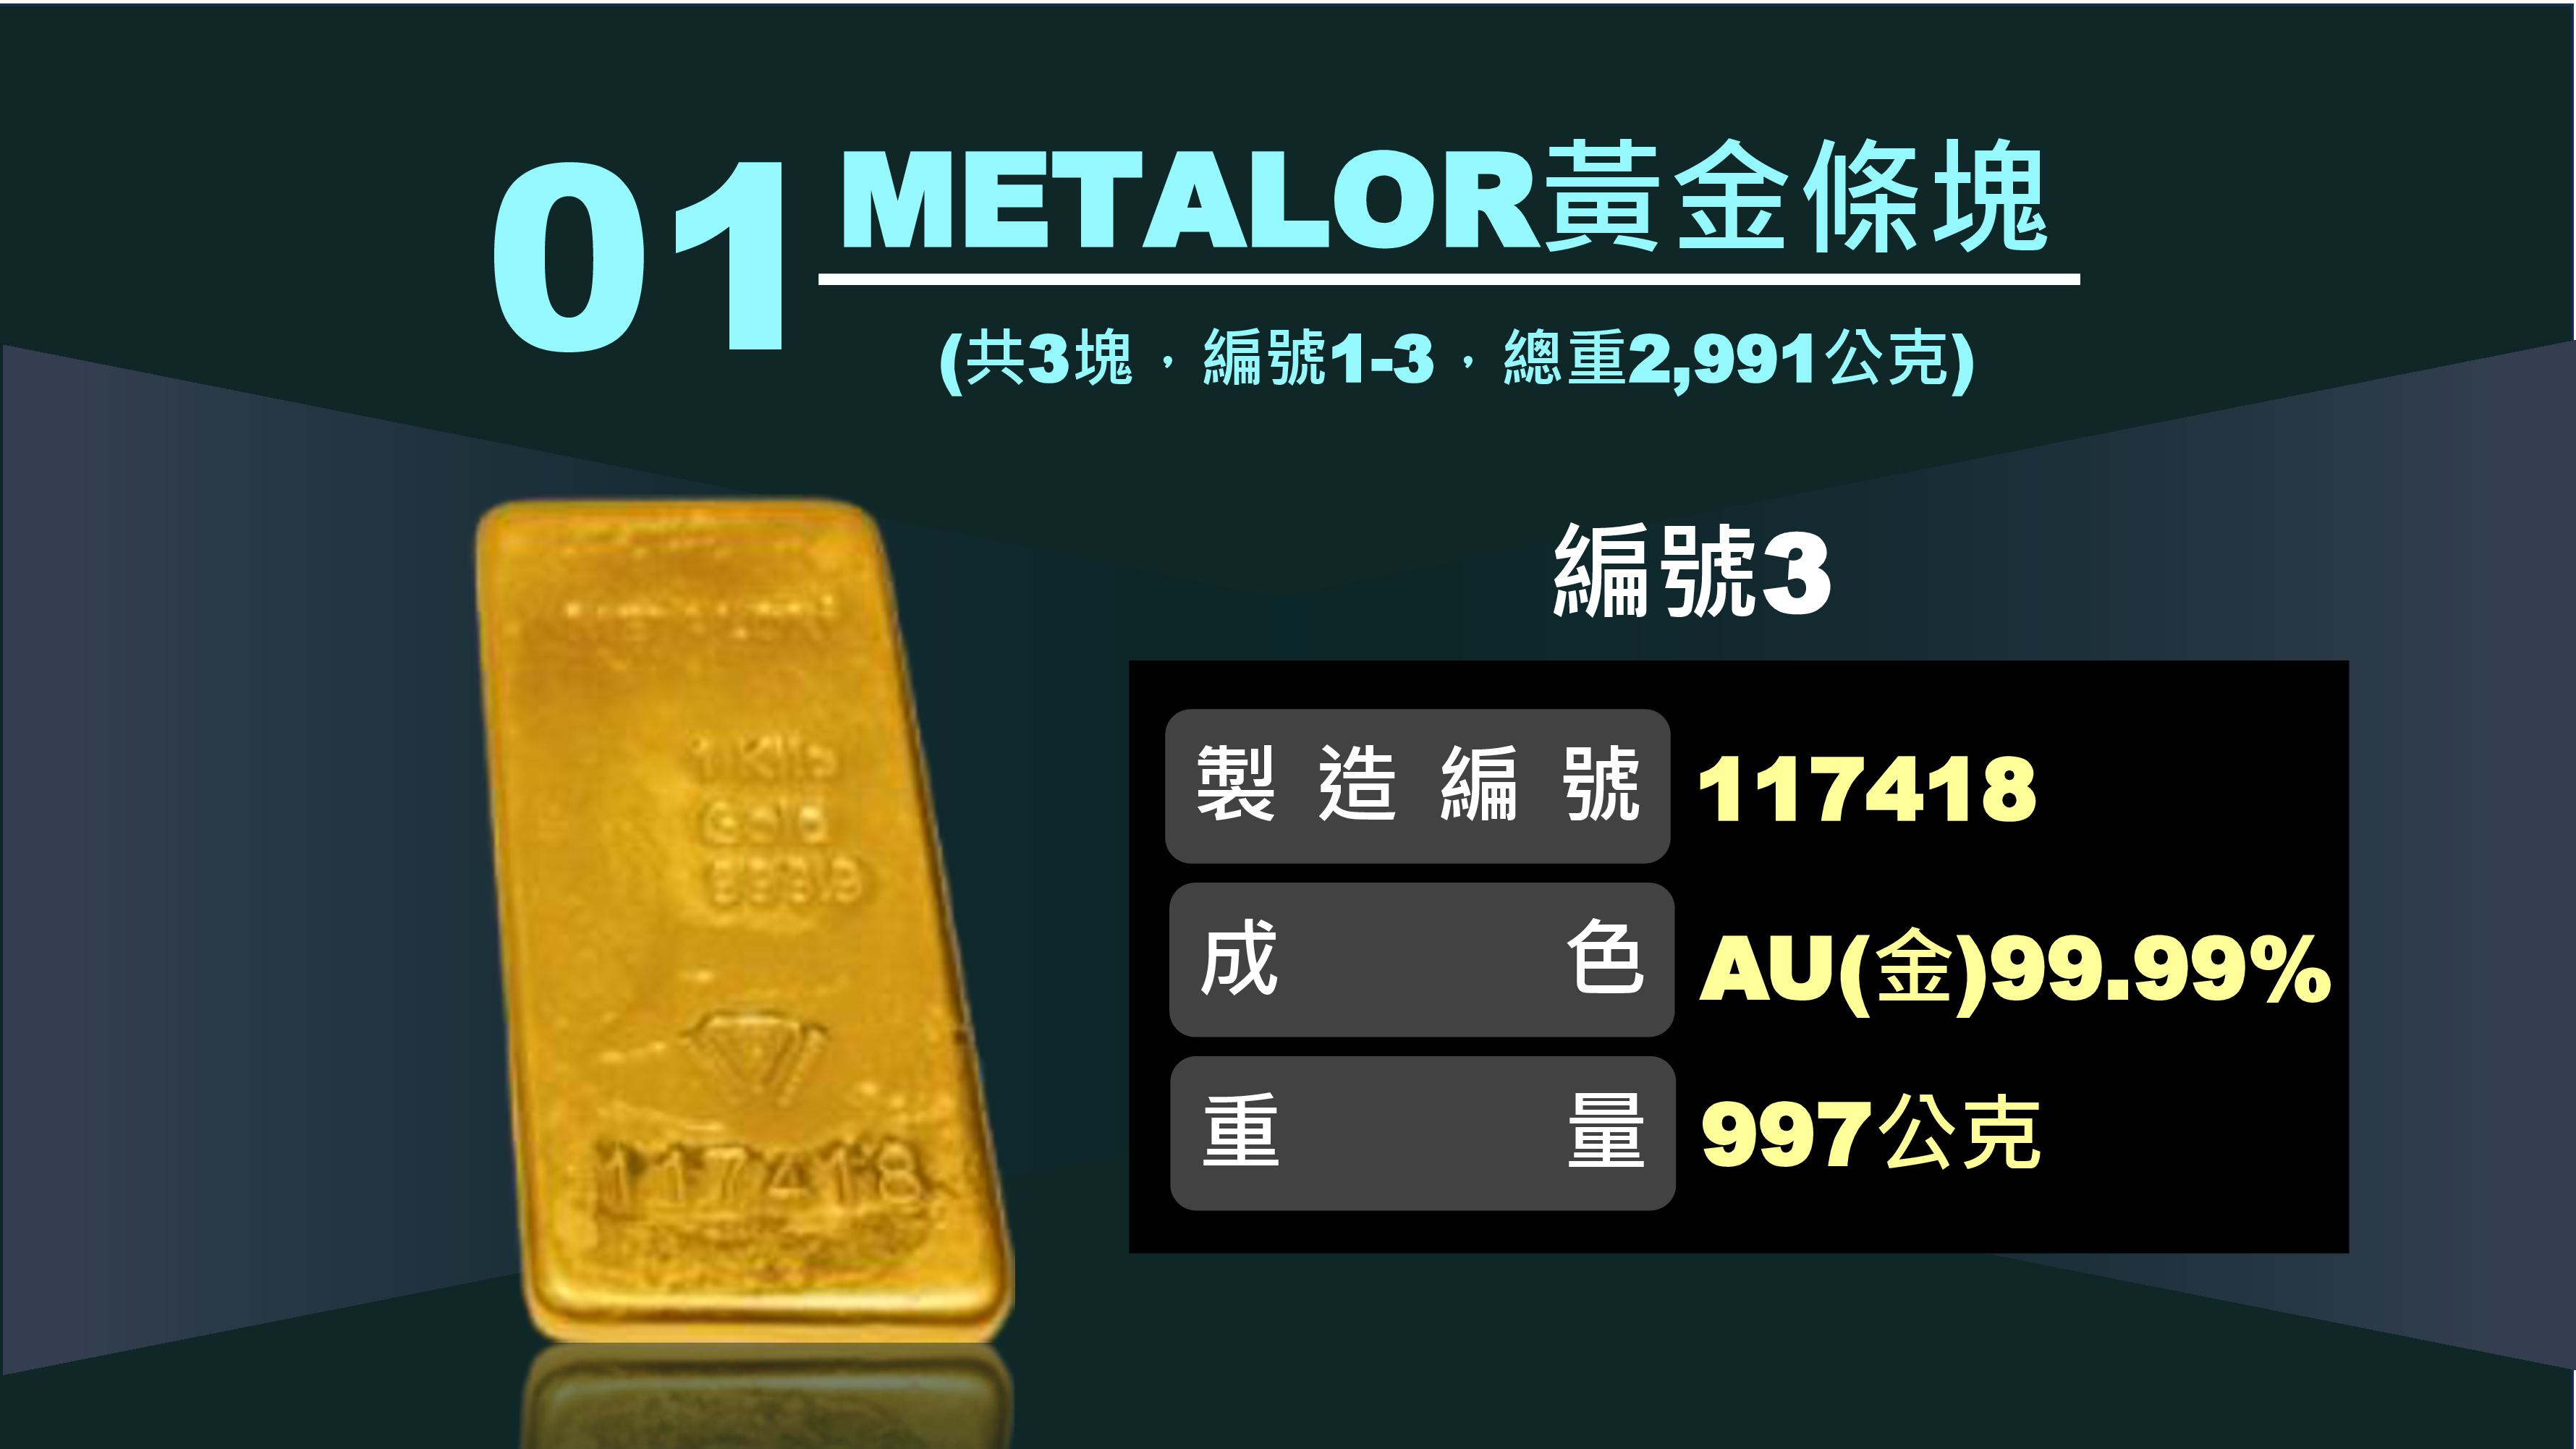 01
METALOR黃金條塊
(共3塊，編號1-3，總重2,991公克)
編號3
製造編號 117418
成色 AU(金)99.99%
重量 997公克
1 Kilo
Gold
999.9
117418